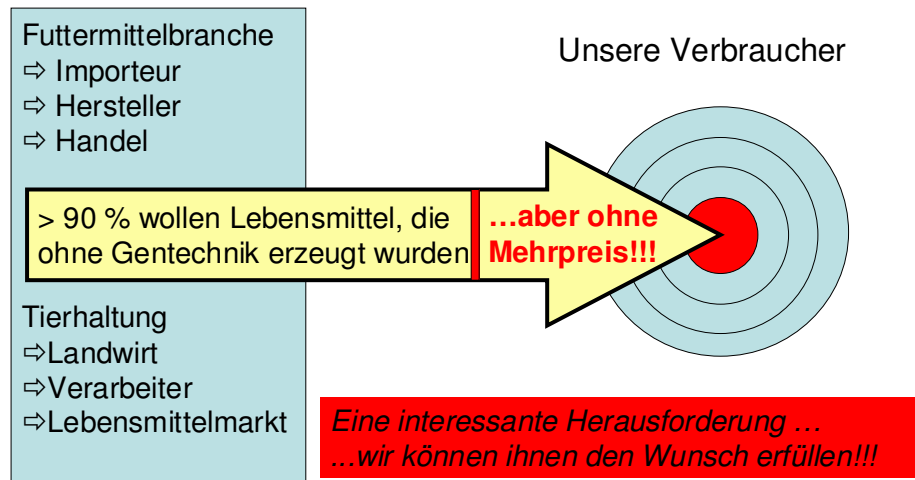 Futtermittelbranche
⇨ Importeur
⇨ Hersteller
⇨ Handel
Unsere Verbraucher
> 90 % wollen Lebensmittel, die
ohne Gentechnik erzeugt wurden
…aber ohne
Mehrpreis!!!
Tierhaltung
⇨Landwirt
⇨Verarbeiter
⇨Lebensmittelmarkt
Eine interessante Herausforderung …
...wir können ihnen den Wunsch erfüllen!!!